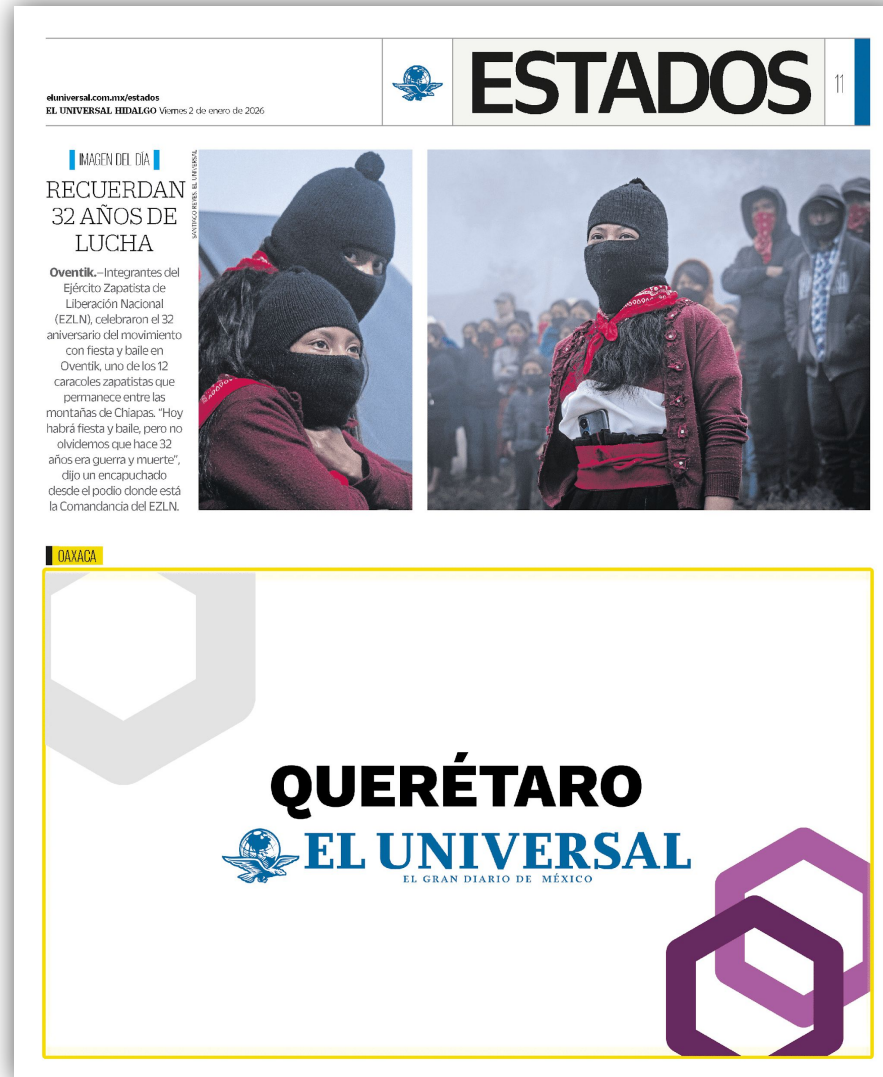 eluniversal.com.mx/estados
EL UNIVERSAL HIDALGO Viernes 2 de enero de 2026
ESTADOS
11
IMAGEN DEL DÍA
RECUERDAN
32 AÑOS DE
LUCHA
SANTIAGO REYES. EL UNIVERSAL
Oventik.–Integrantes del
Ejército Zapatista de
Liberación Nacional
(EZLN), celebraron el 32
aniversario del movimiento
con fiesta y baile en
Oventik, uno de los 12
caracoles zapatistas que
permanece entre las
montañas de Chiapas. “Hoy
habrá fiesta y baile, pero no
olvidemos que hace 32
años era guerra y muerte”,
dijo un encapuchado
desde el podio donde está
la Comandancia del EZLN.
OAXACA
QUERÉTARO
EL UNIVERSAL
EL GRAN DIARIO DE MÉXICO